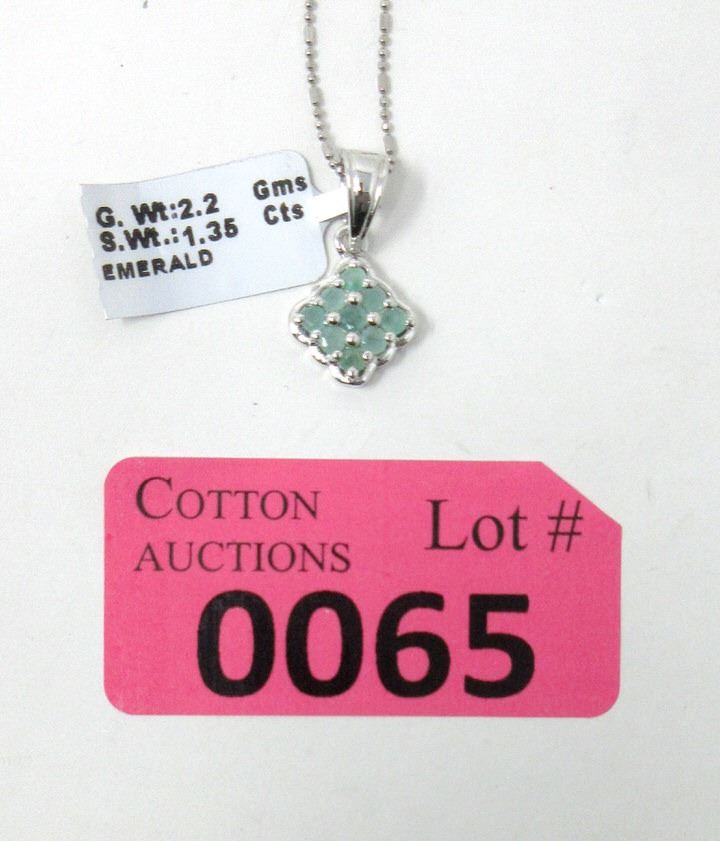 G. Wt:2.2 Gms
S.Wt.:1.35 Cts
EMERALD
COTTON
AUCTIONS
Lot #
0065